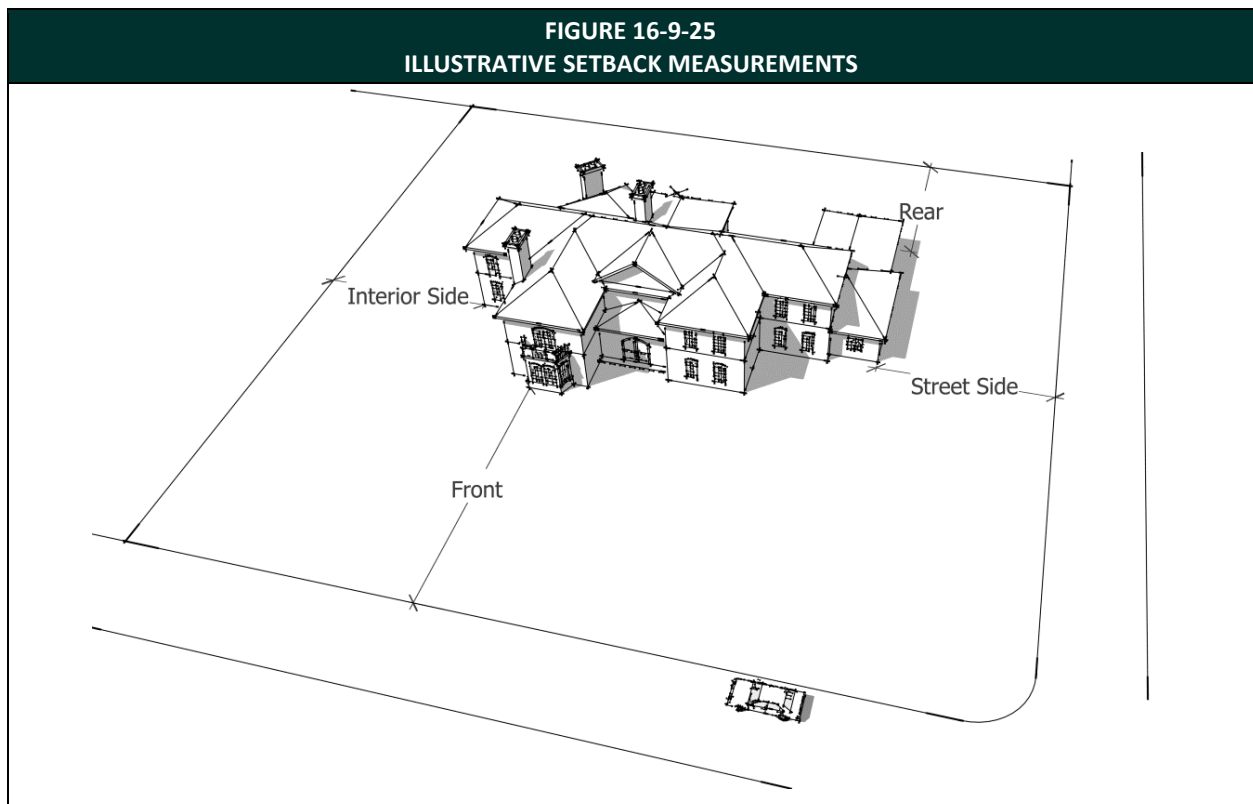 FIGURE 16-9-25
ILLUSTRATIVE SETBACK MEASUREMENTS
Rear
Interior Side
Street Side
Front